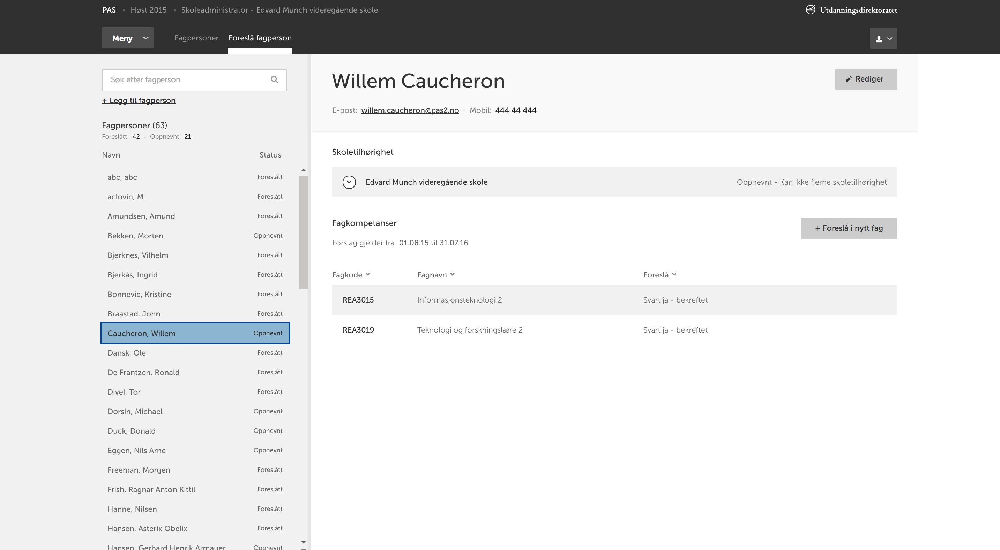 PAS • Høst 2015 • Skoleadministrator - Edvard Munch videregående skole
Utdanningsdirektoratet
Meny
Fagpersoner: Foreslå fagperson
Søk etter fagperson
+ Legg til fagperson
Fagpersoner (63)
Foreslått: 42 • Oppnevnt: 21
Navn Status
abc, abc Foreslått
aclovin, M Foreslått
Amundsen, Amund Foreslått
Bekken, Morten Oppnevnt
Bjerknes, Vilhelm Foreslått
Bjerkås, Ingrid Foreslått
Bonnevie, Kristine Foreslått
Braastad, John Foreslått
Caucheron, Willem Oppnevnt
Dansk, Ole Foreslått
De Frantzen, Ronald Foreslått
Divel, Tor Foreslått
Dorsin, Michael Oppnevnt
Duck, Donald Oppnevnt
Eggen, Nils Arne Oppnevnt
Freeman, Morgen Foreslått
Frish, Ragnar Anton Kittil Foreslått
Hanne, Nilsen Foreslått
Hansen, Asterix Obelix Foreslått
Hansen, Gerhard Henrik Armauer Oppnevnt
Willem Caucheron
Rediger
E-post: willem.caucheron@pas2.no • Mobil: 444 44 444
Skoletilhørighet
Edvard Munch videregående skole Oppnevnt - Kan ikke fjerne skoletilhørighet
Fagkompetanser
+ Foreslå i nytt fag
Forslag gjelder fra: 01.08.15 til 31.07.16
Fagkode Fagnavn Foreslå
REA3015 Informasjonsteknologi 2 Svart ja - bekreftet
REA3019 Teknologi og forskningslære 2 Svart ja - bekreftet